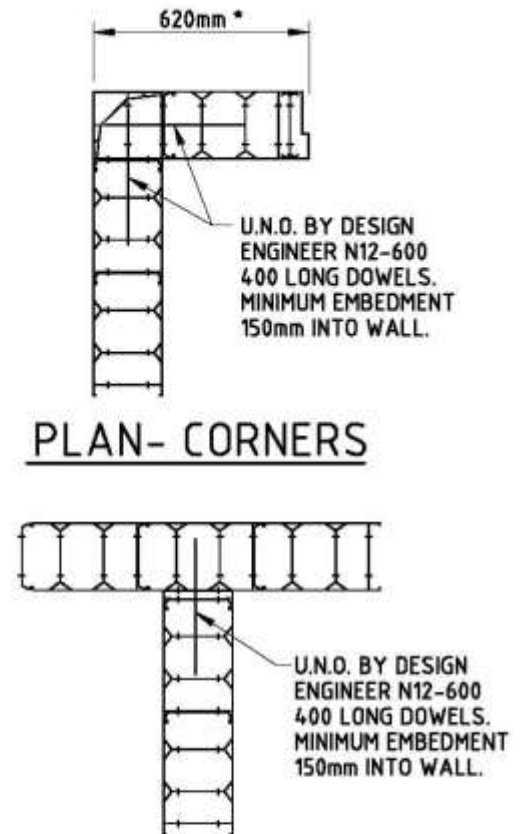 620mm *
U.N.O. BY DESIGN
ENGINEER N12-600
400 LONG DOWELS.
MINIMUM EMBEDMENT
150mm INTO WALL.
PLAN- CORNERS
U.N.O. BY DESIGN
ENGINEER N12-600
400 LONG DOWELS.
MINIMUM EMBEDMENT
150mm INTO WALL.